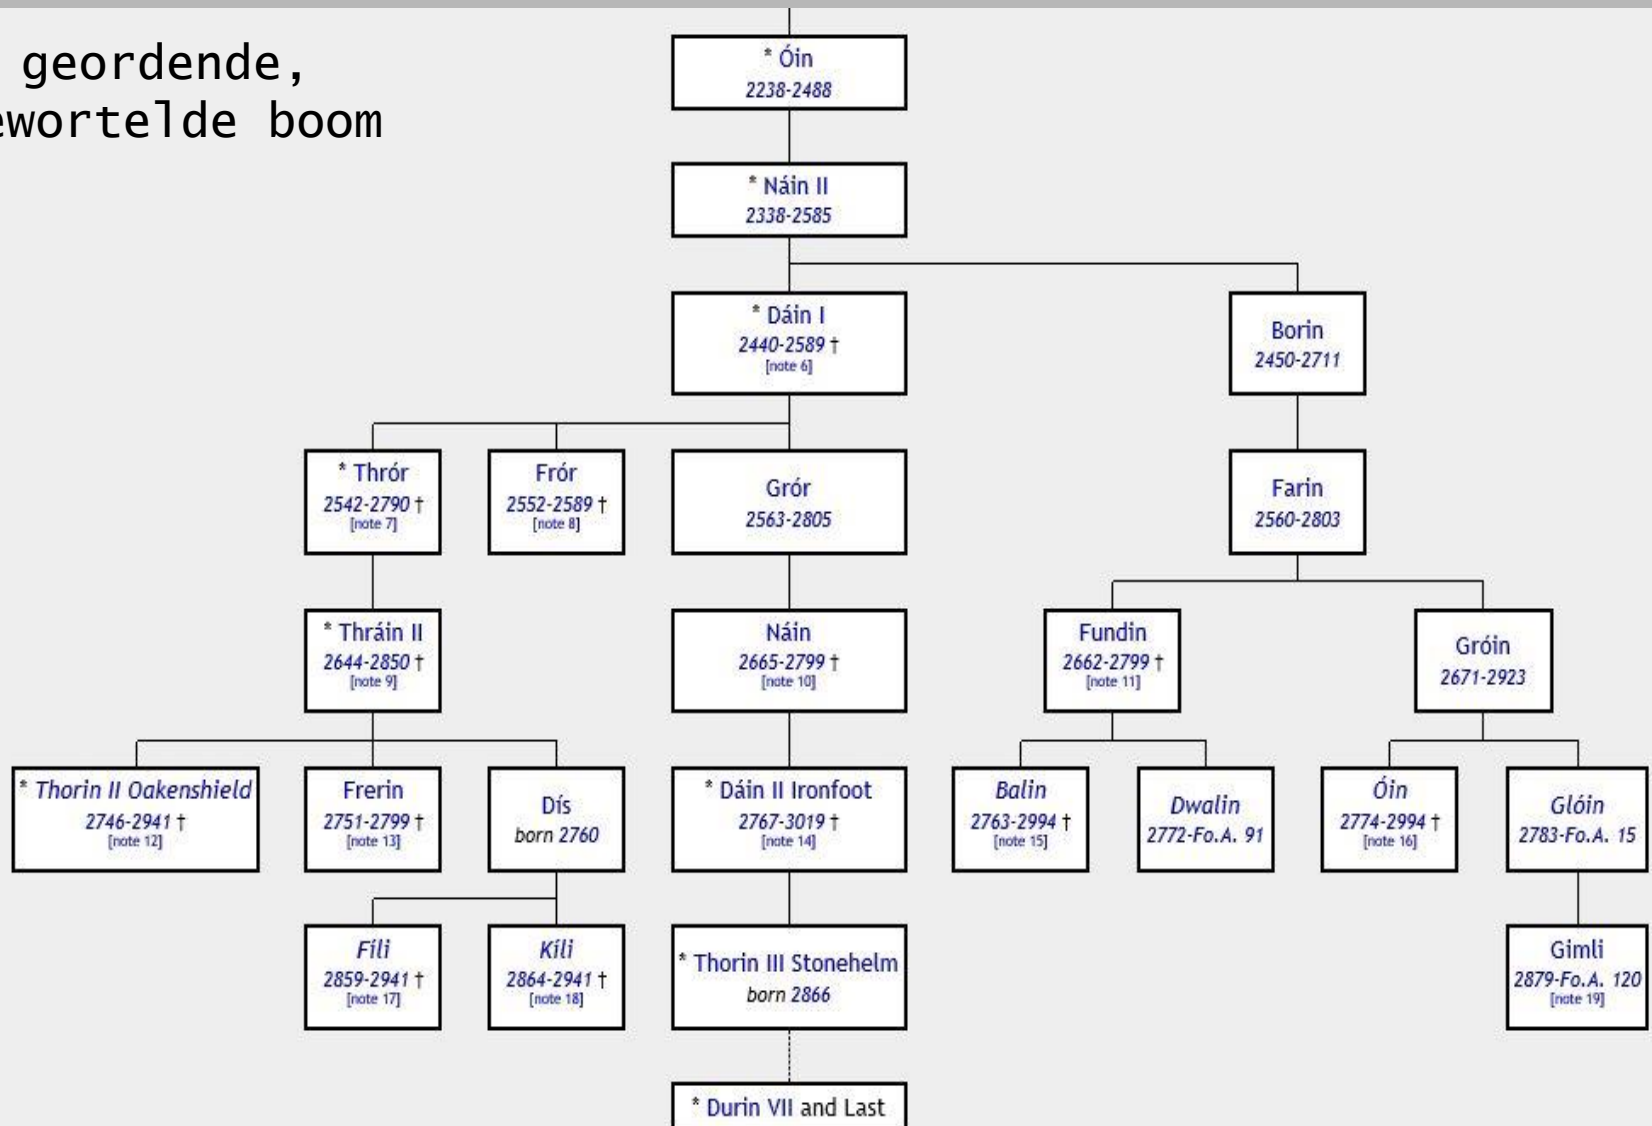 geordende,
ewortelde boom
* Óin
2238-2488
* Náin II
2338-2585
* Dáin I
2440-2589 †
[note 6]
Borin
2450-2711
* Thrór
2542-2790 †
[note 7]
Frór
2552-2589 †
[note 8]
Grór
2563-2805
Farin
2560-2803
* Thráin II
2644-2850 †
[note 9]
Náin
2665-2799 †
[note 10]
Fundin
2662-2799 †
[note 11]
Gróin
2671-2923
* Thorin II Oakenshield
2746-2941 †
[note 12]
Frerin
2751-2799 †
[note 13]
Dís
born 2760
* Dáin II Ironfoot
2767-3019 †
[note 14]
Balin
2763-2994 †
[note 15]
Dwalin
2772-Fo.A. 91
Óin
2774-2994 †
[note 16]
Glóin
2783-Fo.A. 15
Fíli
2859-2941 †
[note 17]
Kíli
2864-2941 †
[note 18]
* Thorin III Stonehelm
born 2866
Gimli
2879-Fo.A. 120
[note 19]
* Durin VII and Last